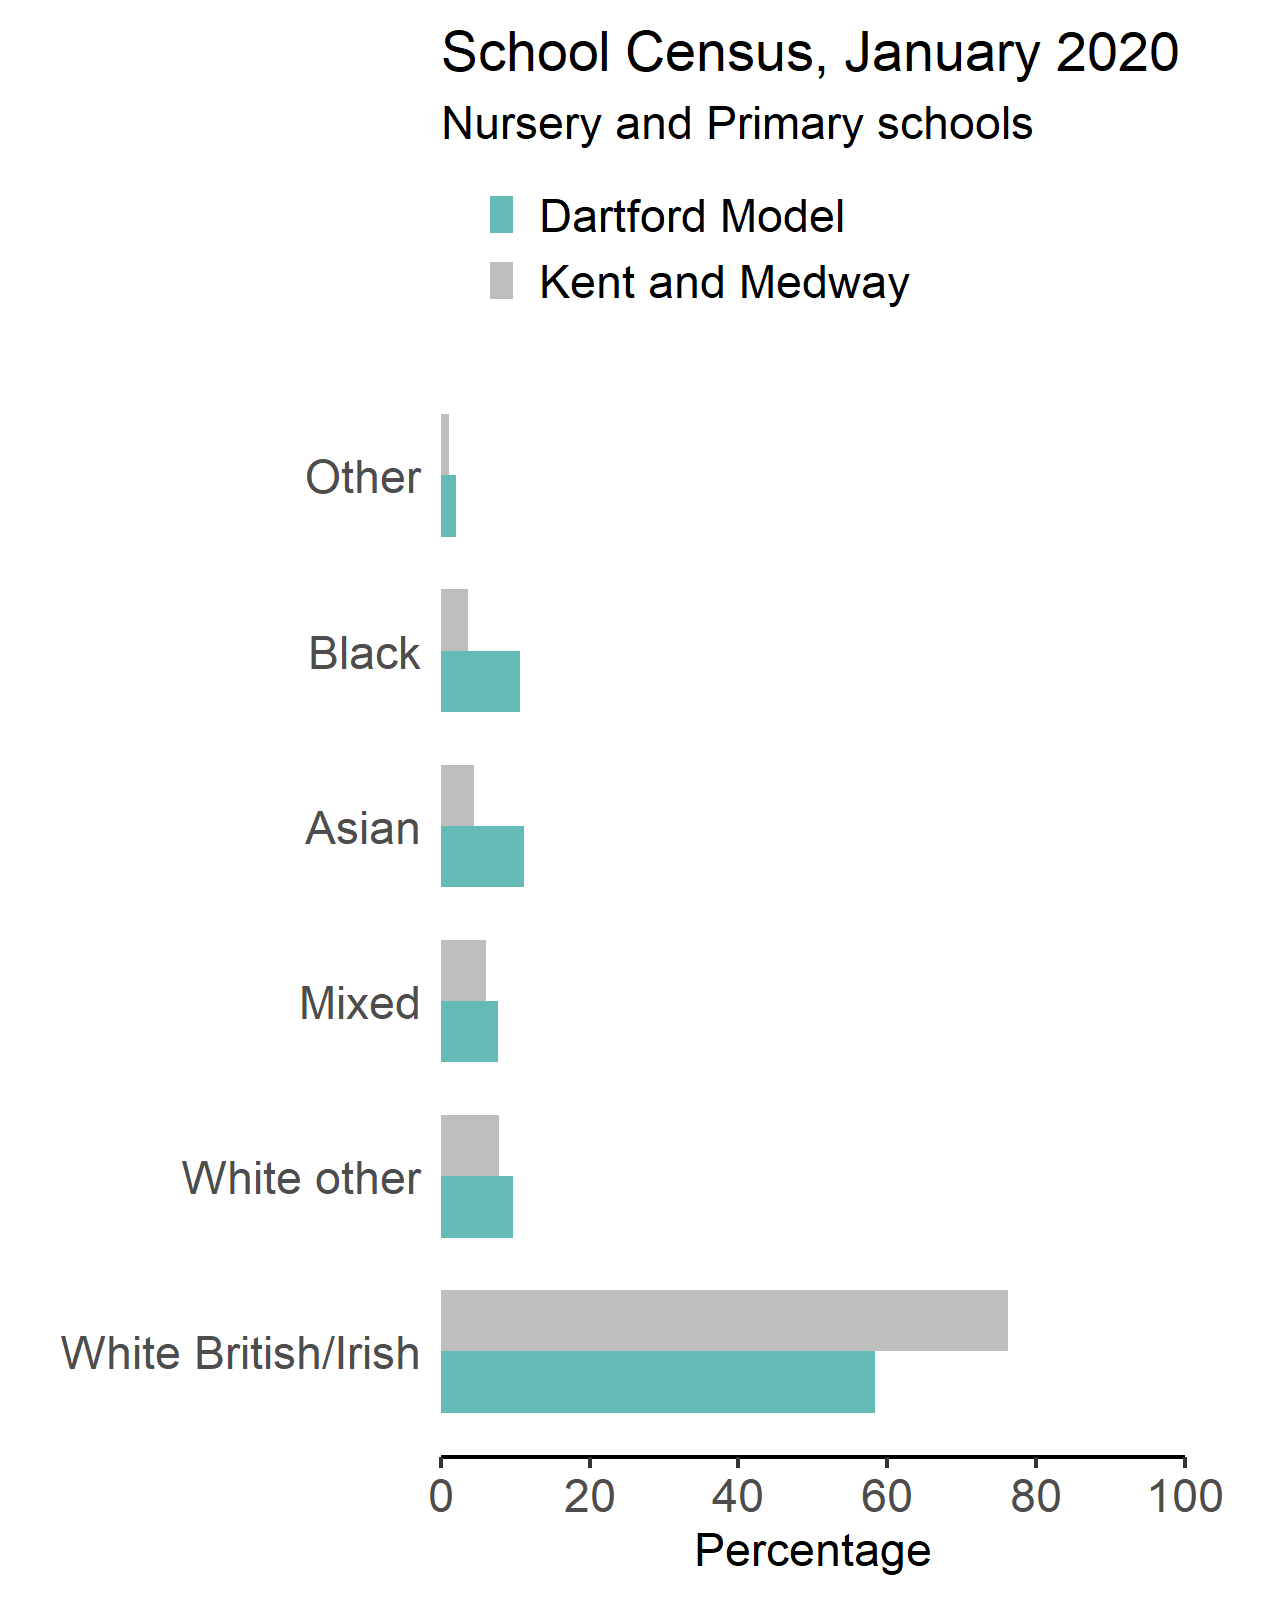 School Census, January 2020
Nursery and Primary schools
Dartford Model
Kent and Medway
Other
Black
Asian
Mixed
White other
White British/Irish
0 20 40 60 80 100
Percentage